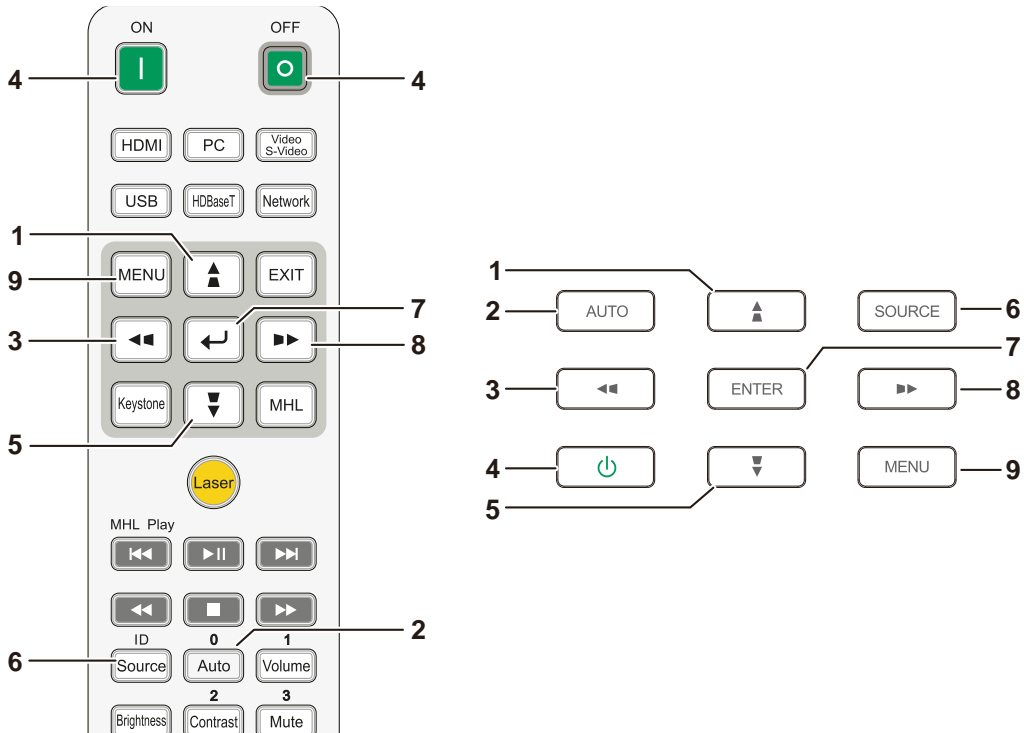 ON OFF
4 4
HDMI PC Video
S-Video
USB HDBaseT Network
1
9 MENU EXIT
7
3 8
Keystone MHL
5
Laser
MHL Play
ID 0 1
2
6 Source Auto Volume
2 3
Brightness Contrast Mute
1
2 AUTO SOURCE 6
7
3 ENTER 8
4 MENU 9
5